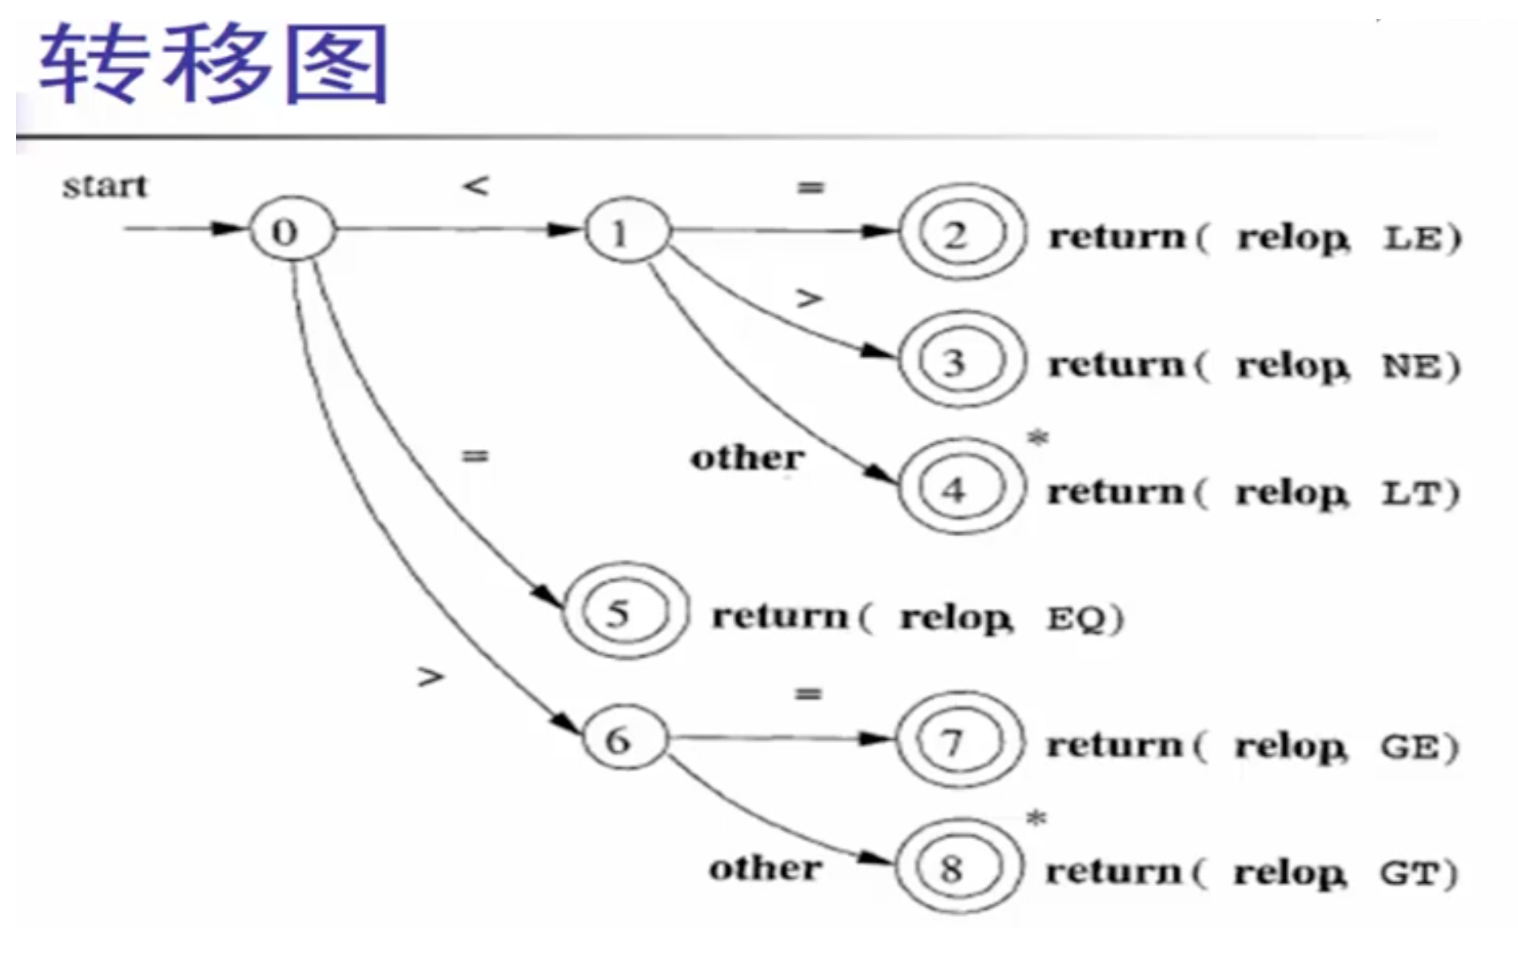 转移图
start
<
=
0
1
2
return( relop, LE)
>
3
return( relop, NE)
other
4
*
return( relop, LT)
=
5
return( relop, EQ)
>
=
6
7
return( relop, GE)
other
8
*
return( relop, GT)